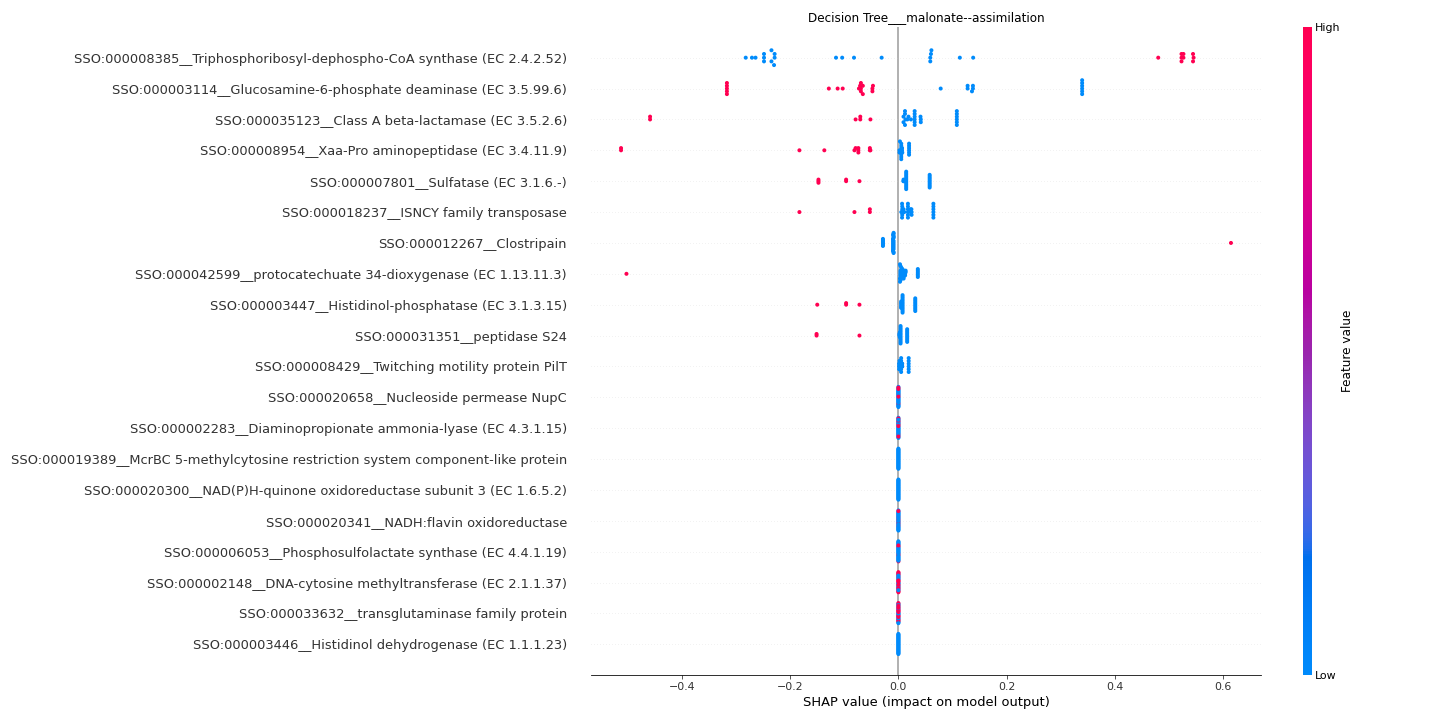 Decision Tree___malonate--assimilation
High
SSO:000008385__Triphosphoribosyl-dephospho-CoA synthase (EC 2.4.2.52)
SSO:000003114__Glucosamine-6-phosphate deaminase (EC 3.5.99.6)
SSO:000035123__Class A beta-lactamase (EC 3.5.2.6)
SSO:000008954__Xaa-Pro aminopeptidase (EC 3.4.11.9)
SSO:000007801__Sulfatase (EC 3.1.6.-)
SSO:000018237__ISNCY family transposase
SSO:000012267__Clostripain
SSO:000042599__protocatechuate 34-dioxygenase (EC 1.13.11.3)
SSO:000003447__Histidinol-phosphatase (EC 3.1.3.15)
SSO:000031351__peptidase S24
SSO:000008429__Twitching motility protein PilT
SSO:000020658__Nucleoside permease NupC
SSO:000002283__Diaminopropionate ammonia-lyase (EC 4.3.1.15)
SSO:000019389__McrBC 5-methylcytosine restriction system component-like protein
SSO:000020300__NAD(P)H-quinone oxidoreductase subunit 3 (EC 1.6.5.2)
SSO:000020341__NADH:flavin oxidoreductase
SSO:000006053__Phosphosulfolactate synthase (EC 4.4.1.19)
SSO:000002148__DNA-cytosine methyltransferase (EC 2.1.1.37)
SSO:000033632__transglutaminase family protein
SSO:000003446__Histidinol dehydrogenase (EC 1.1.1.23)
Feature value
Low
−0.4 −0.2 0.0 0.2 0.4 0.6
SHAP value (impact on model output)